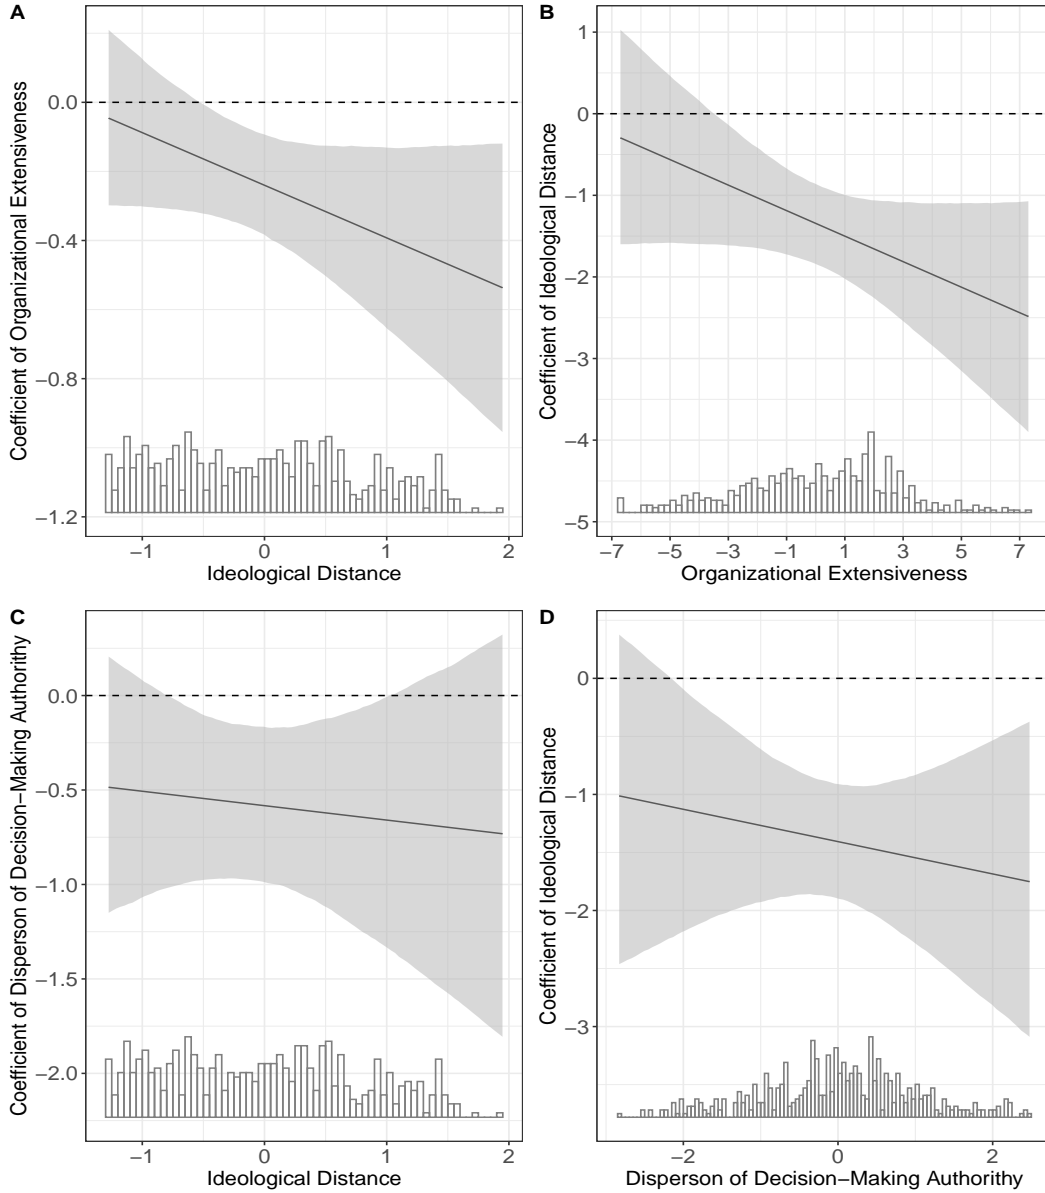 A
Coefficient of Organizational Extensiveness
0.0
−0.4
−0.8
−1.2
−1 0 1 2
Ideological Distance
B
Coefficient of Ideological Distance
1
0
−1
−2
−3
−4
−5
−7 −5 −3 −1 1 3 5 7
Organizational Extensiveness
C
Coefficient of Disperson of Decision−Making Authorithy
0.0
−0.5
−1.0
−1.5
−2.0
−1 0 1 2
Ideological Distance
D
Coefficient of Ideological Distance
0
−1
−2
−3
−2 0 2
Disperson of Decision−Making Authorithy